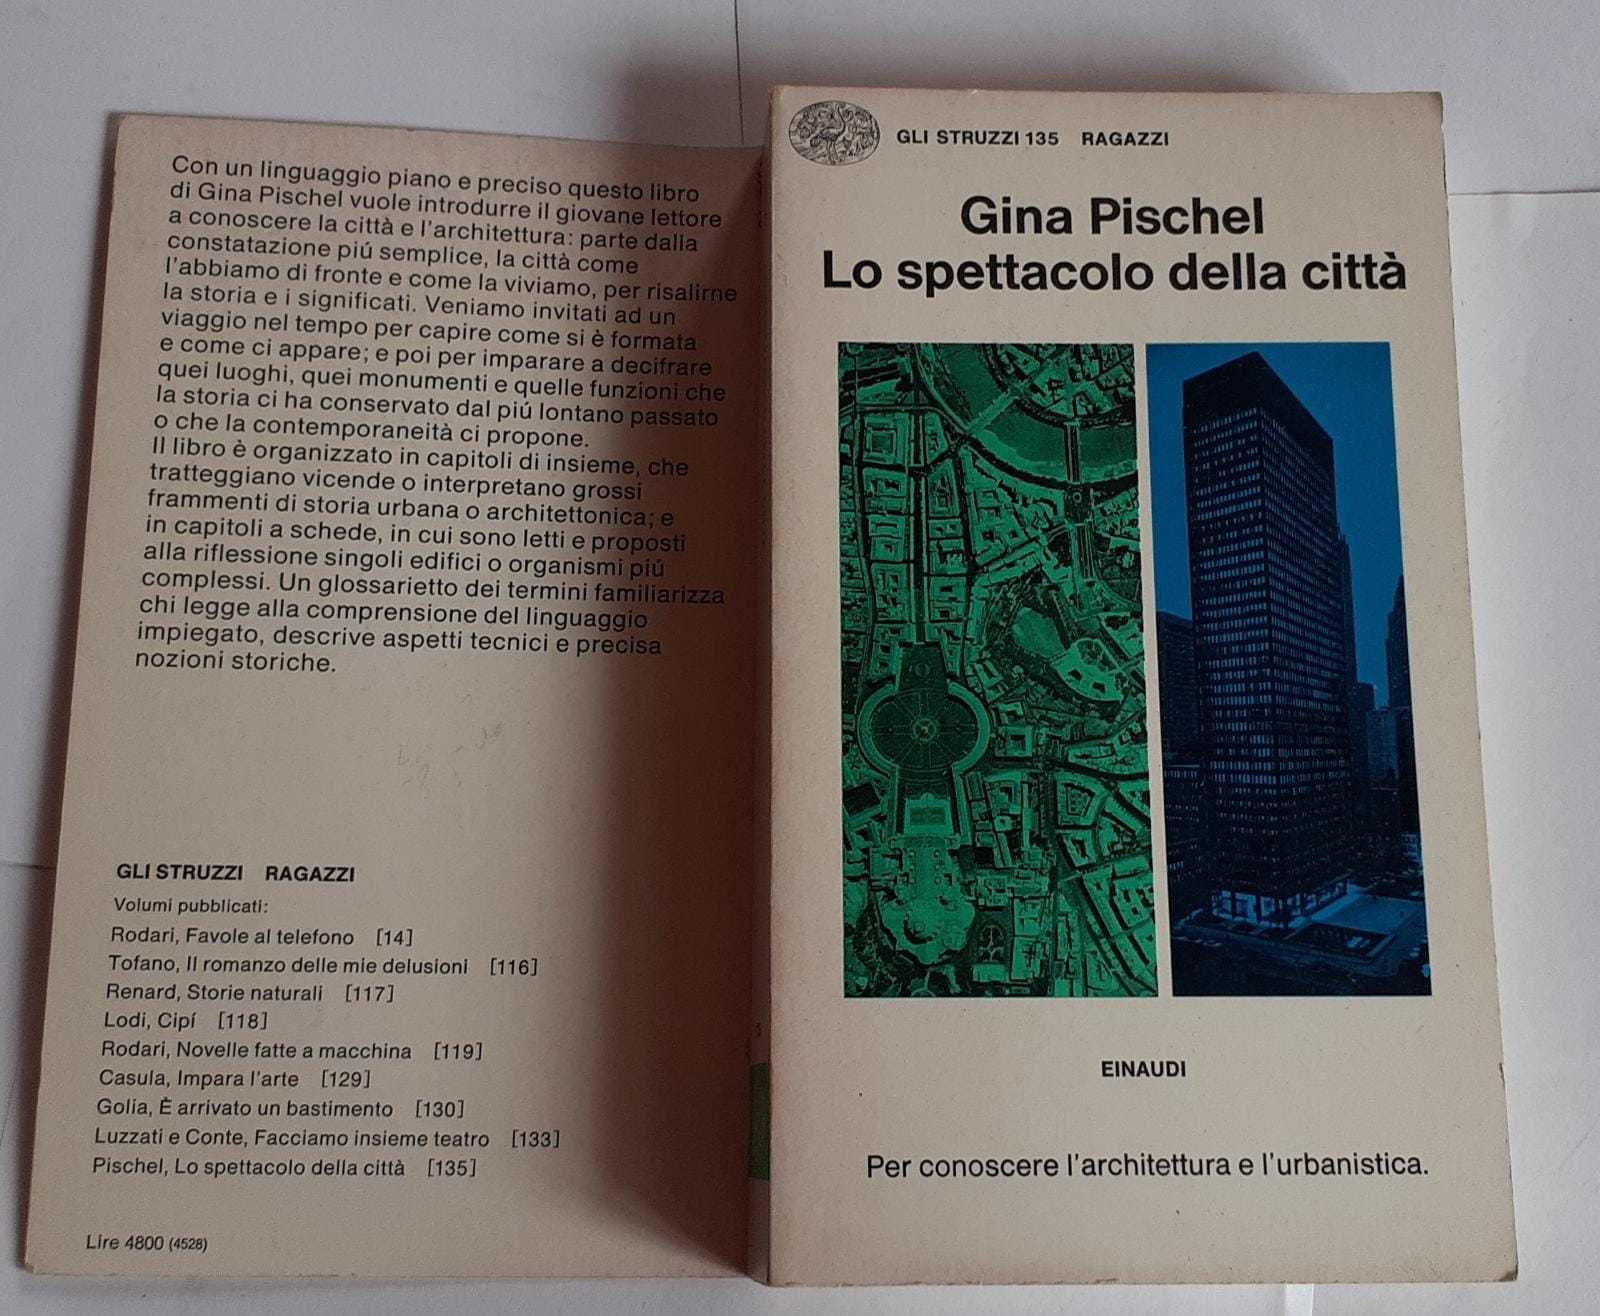 Con un linguaggio piano e preciso questo libro
di Gina Pischel vuole introdurre il giovane lettore
a conoscere la città e l'architettura: parte dalla
constatazione piú semplice, la città come
l'abbiamo di fronte e come la viviamo, per risalirne
la storia e i significati. Veniamo invitati ad un
viaggio nel tempo per capire come si è formata
e come ci appare; e poi per imparare a decifrare
quei luoghi, quei monumenti e quelle funzioni che
la storia ci ha conservato dal piú lontano passato
o che la contemporaneità ci propone.
Il libro è organizzato in capitoli di insieme, che
tratteggiano vicende o interpretano grossi
frammenti di storia urbana o architettonica; e
in capitoli a schede, in cui sono letti e proposti
alla riflessione singoli edifici o organismi piú
complessi. Un glossarietto dei termini familiarizza
chi legge alla comprensione del linguaggio
impiegato, descrive aspetti tecnici e precisa
nozioni storiche.
GLI STRUZZI RAGAZZI
Volumi pubblicati:
Rodari, Favole al telefono [14]
Tofano, Il romanzo delle mie delusioni [116]
Renard, Storie naturali [117]
Lodi, Cipí [118]
Rodari, Novelle fatte a macchina [119]
Casula, Impara l'arte [129]
Golia, È arrivato un bastimento [130]
Luzzati e Conte, Facciamo insieme teatro [133]
Pischel, Lo spettacolo della città [135]
Lire 4800 (4528)
GLI STRUZZI 135 RAGAZZI
Gina Pischel
Lo spettacolo della città
EINAUDI
Per conoscere l'architettura e l'urbanistica.